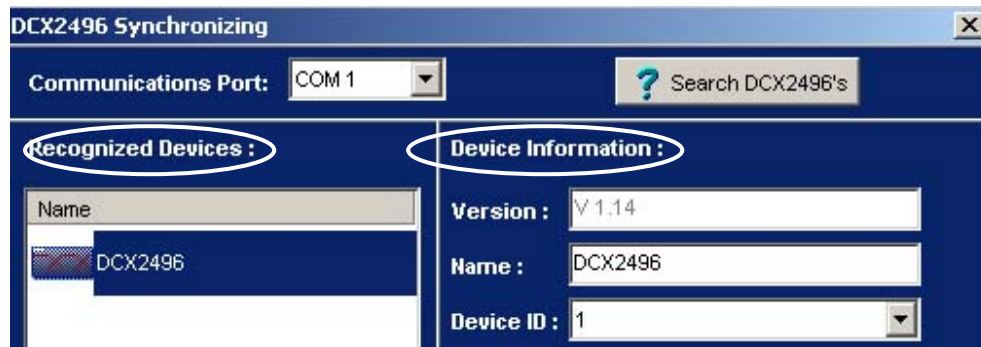 DCX2496 Synchronizing
Communications Port: COM 1
Search DCX2496's
Recognized Devices :
Name
DCX2496
Device Information :
Version : V 1.14
Name : DCX2496
Device ID : 1